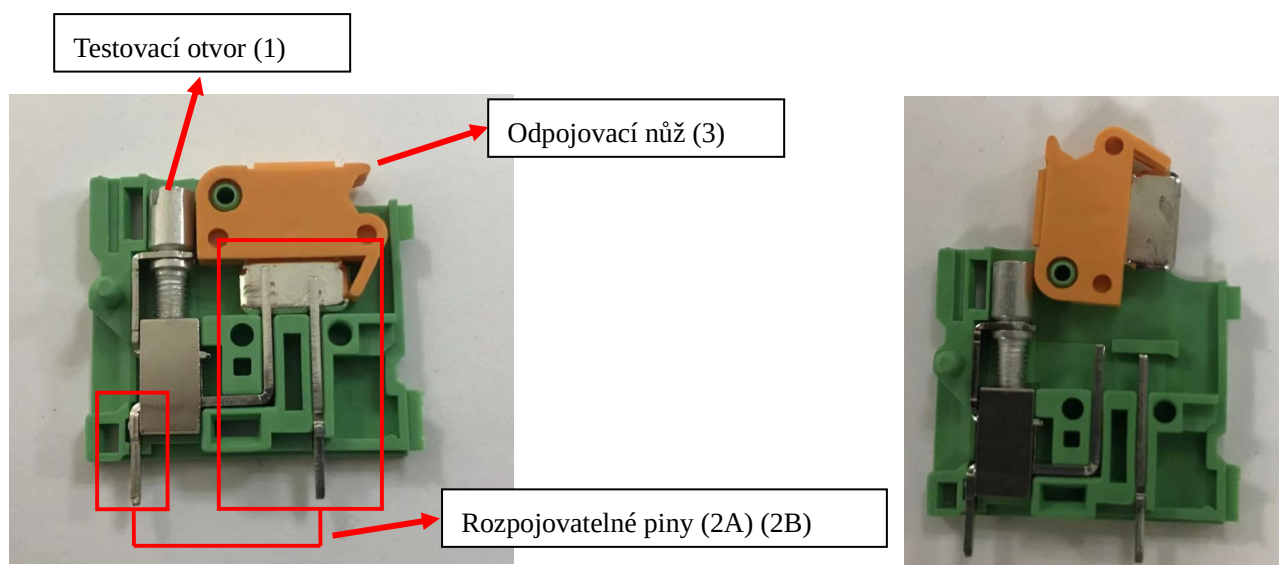 Testovací otvor (1)
Odpojovací nůž (3)
Rozpojovatelné piny (2A) (2B)